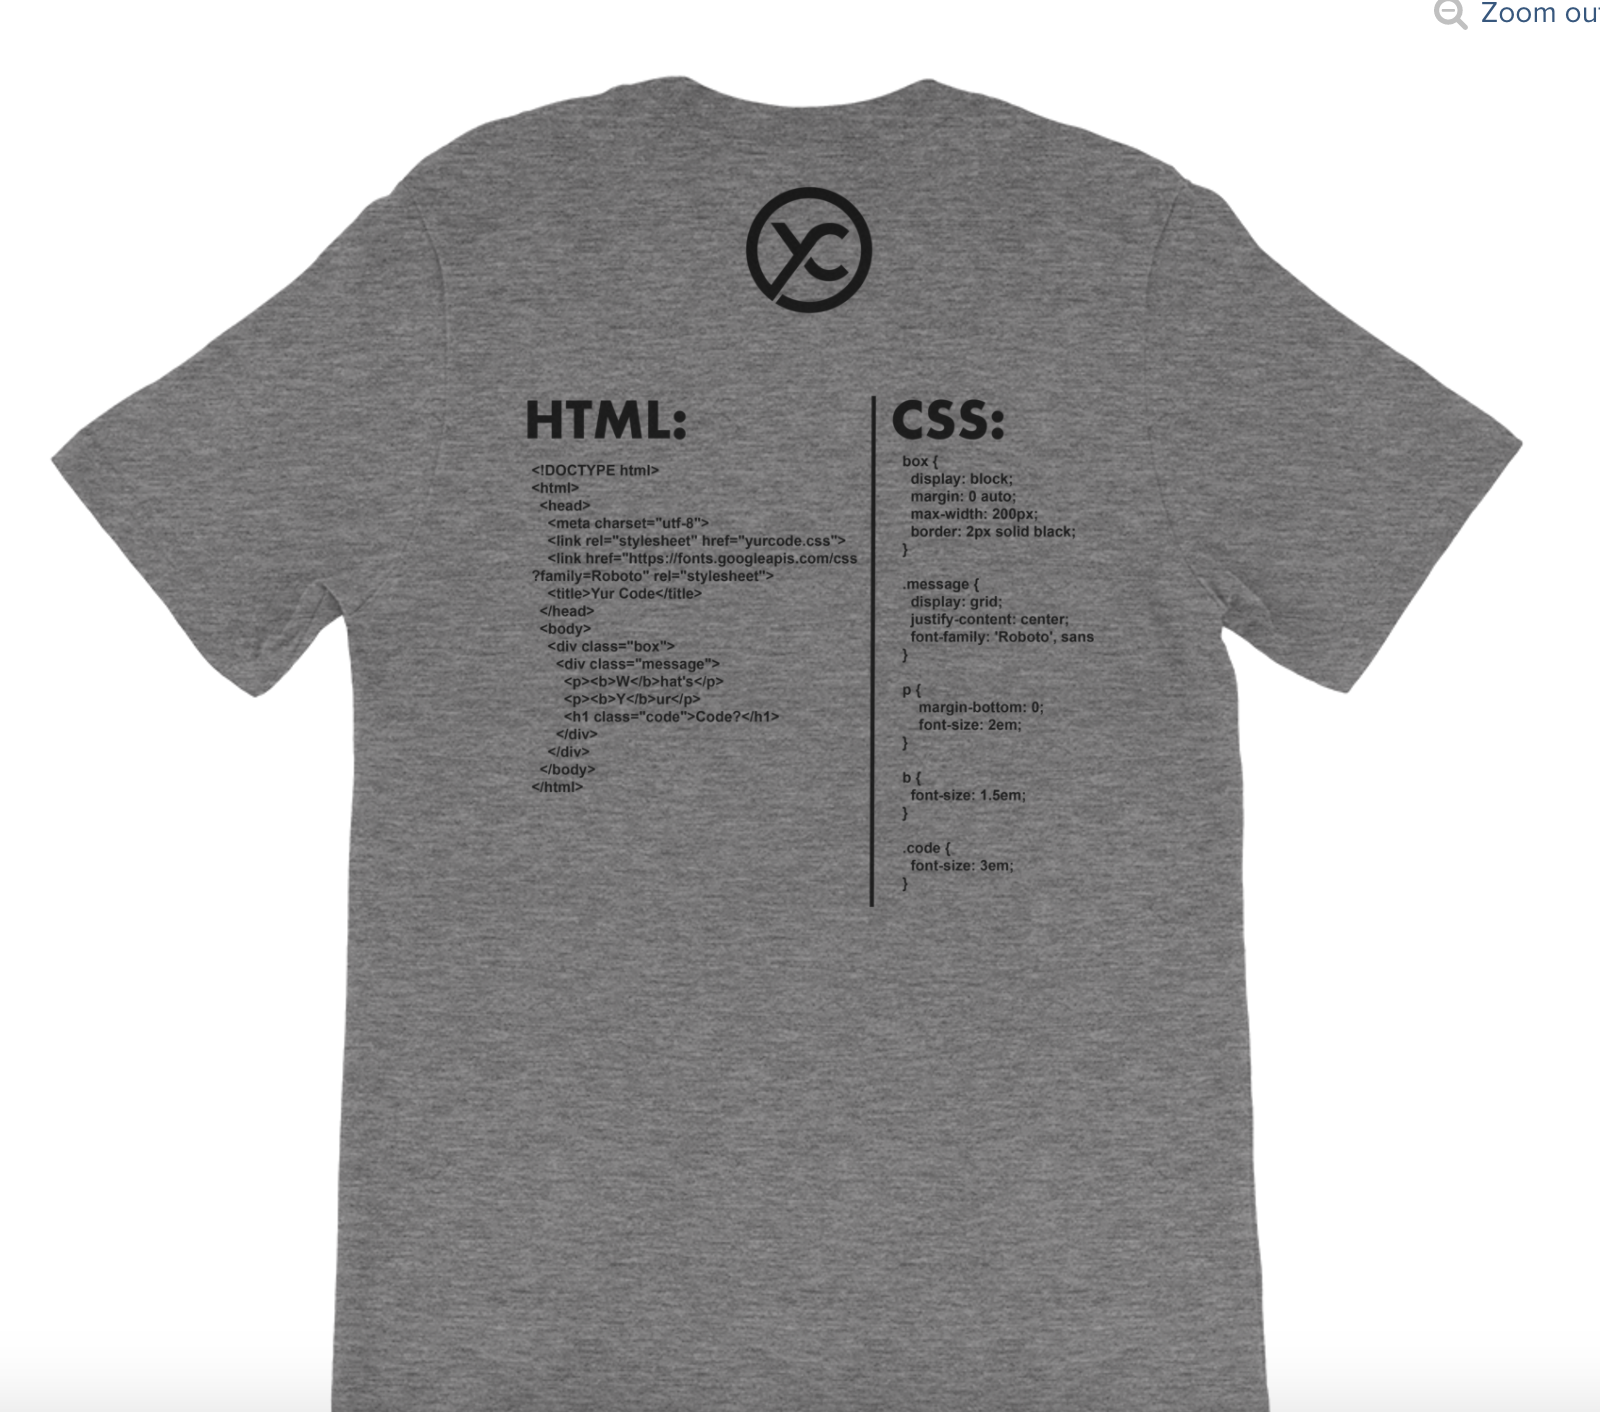 Zoom out
YC
HTML:
<!DOCTYPE html>
<html>
  <head>
    <meta charset="utf-8">
    <link rel="stylesheet" href="yurcode.css">
    <link href="https://fonts.googleapis.com/css
?family=Roboto" rel="stylesheet">
    <title>Yur Code</title>
  </head>
  <body>
    <div class="box">
      <div class="message">
        <p><b>W</b>hat's</p>
        <p><b>Y</b>ur</p>
        <h1 class="code">Code?</h1>
      </div>
    </div>
  </body>
</html>
CSS:
box {
  display: block;
  margin: 0 auto;
  max-width: 200px;
  border: 2px solid black;
}
.message {
  display: grid;
  justify-content: center;
  font-family: 'Roboto', sans
}
p {
    margin-bottom: 0;
    font-size: 2em;
}
b {
  font-size: 1.5em;
}
.code {
  font-size: 3em;
}